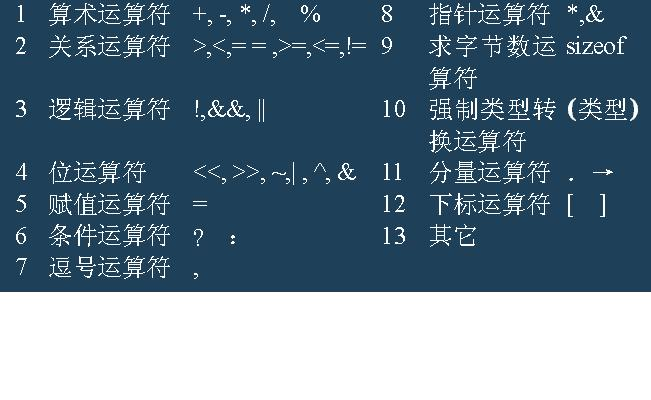 1 算术运算符 +, -, *, /, % 8 指针运算符 *,&
2 关系运算符 >,<,= = ,>=,<=,!= 9 求字节数运 sizeof
算符
3 逻辑运算符 !,&&, || 10 强制类型转 (类型)
换运算符
4 位运算符 <<, >>, ~,| , ^, & 11 分量运算符 . →
5 赋值运算符 = 12 下标运算符 [ ]
6 条件运算符 ? : 13 其它
7 逗号运算符 ,